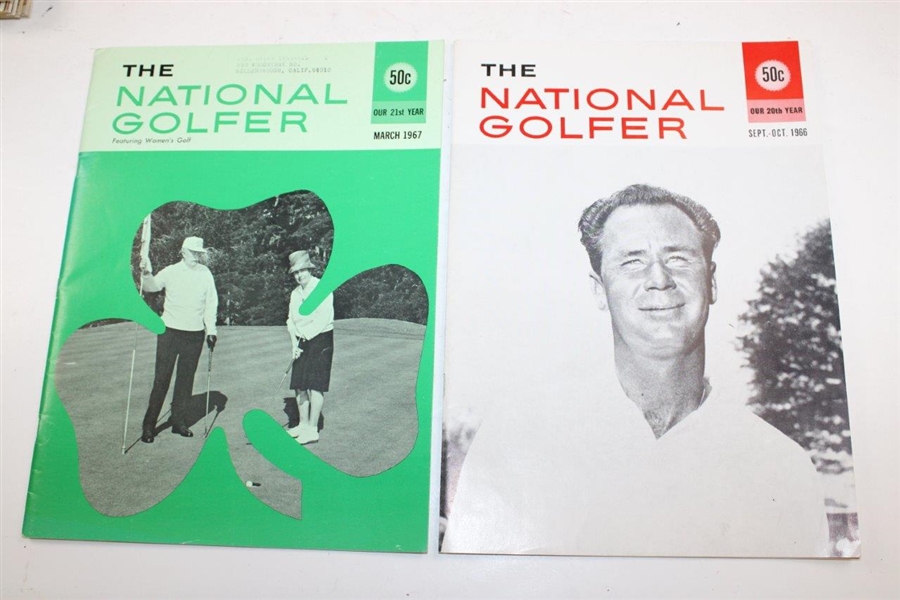 THE
NATIONAL
GOLFER
Featuring Women's Golf
50c
OUR 21st YEAR
MARCH 1967
THE
NATIONAL
GOLFER
50c
OUR 20th YEAR
SEPT.-OCT. 1966